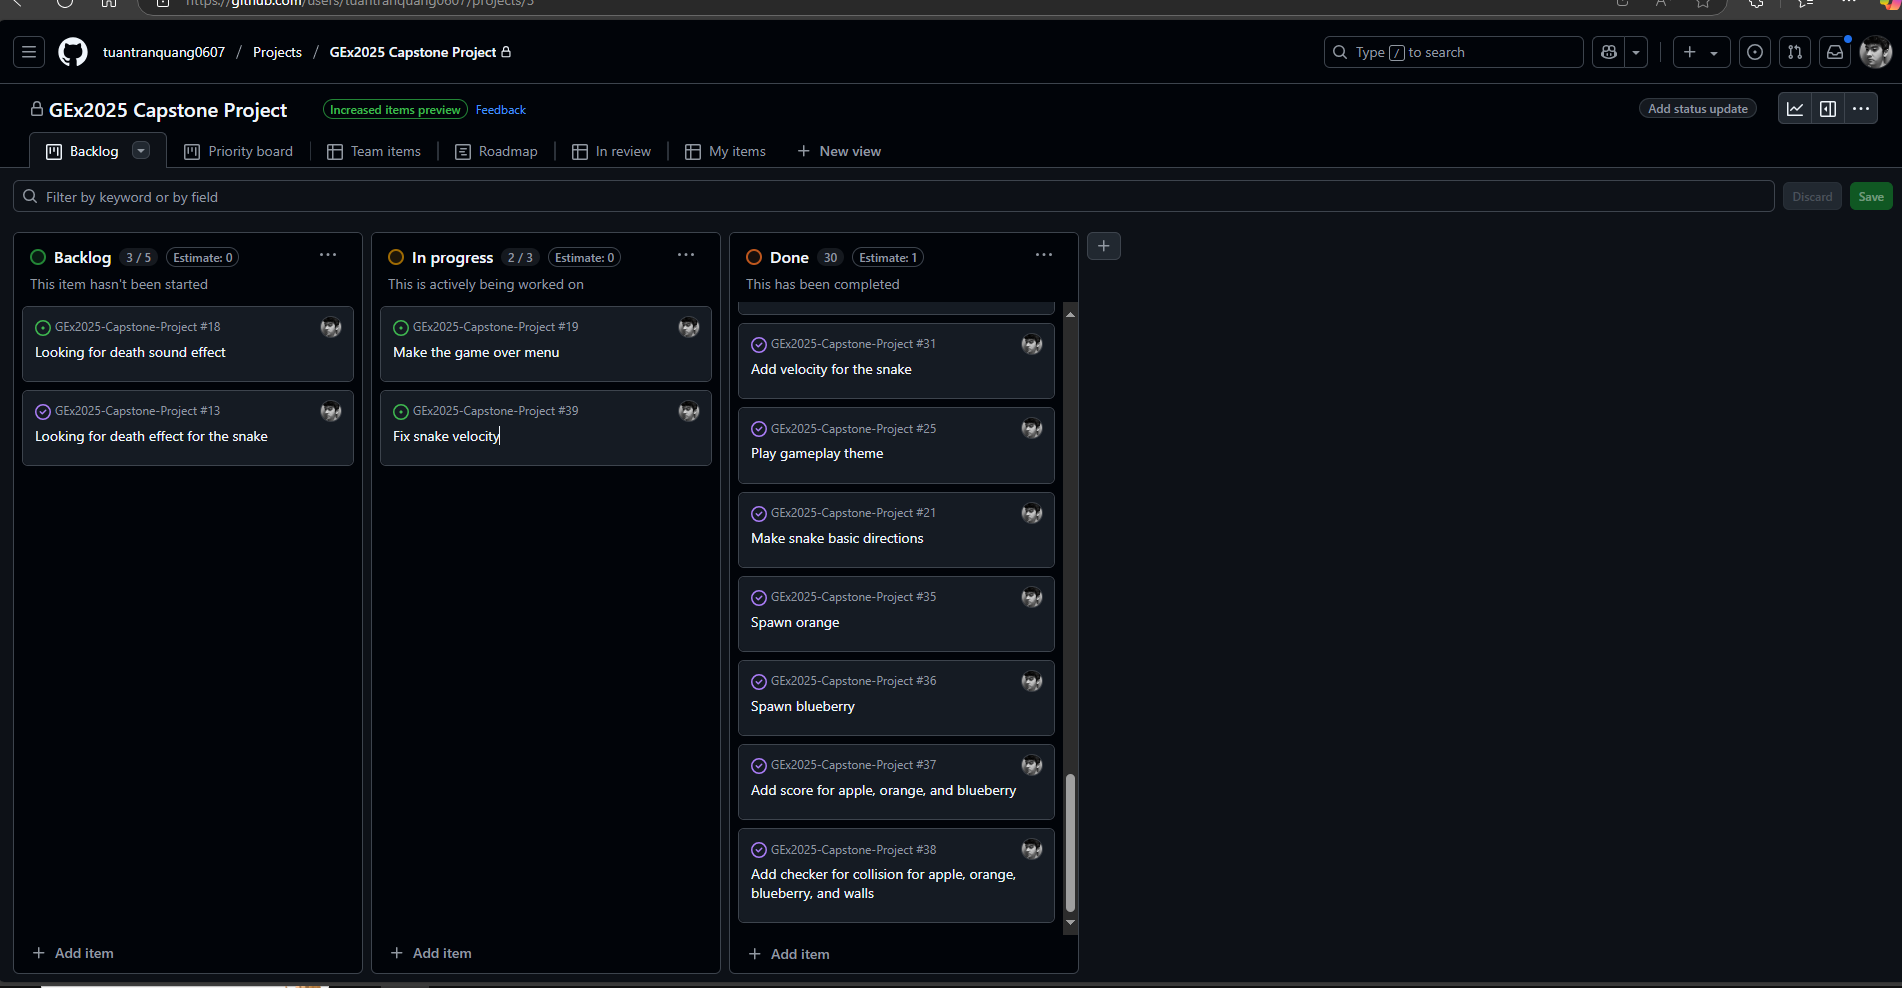 https://github.com/users/tuantranquang0607/projects/3
tuantranquang0607 / Projects / GEx2025 Capstone Project
Type / to search
GEx2025 Capstone Project
Increased items preview
Feedback
Add status update
Backlog
Priority board
Team items
Roadmap
In review
My items
New view
Filter by keyword or by field
Discard
Save
Backlog 3 / 5 Estimate: 0
This item hasn't been started
GEx2025-Capstone-Project #18
Looking for death sound effect
GEx2025-Capstone-Project #13
Looking for death effect for the snake
Add item
In progress 2 / 3 Estimate: 0
This is actively being worked on
GEx2025-Capstone-Project #19
Make the game over menu
GEx2025-Capstone-Project #39
Fix snake velocity
Add item
Done 30 Estimate: 1
This has been completed
GEx2025-Capstone-Project #31
Add velocity for the snake
GEx2025-Capstone-Project #25
Play gameplay theme
GEx2025-Capstone-Project #21
Make snake basic directions
GEx2025-Capstone-Project #35
Spawn orange
GEx2025-Capstone-Project #36
Spawn blueberry
GEx2025-Capstone-Project #37
Add score for apple, orange, and blueberry
GEx2025-Capstone-Project #38
Add checker for collision for apple, orange,
blueberry, and walls
Add item